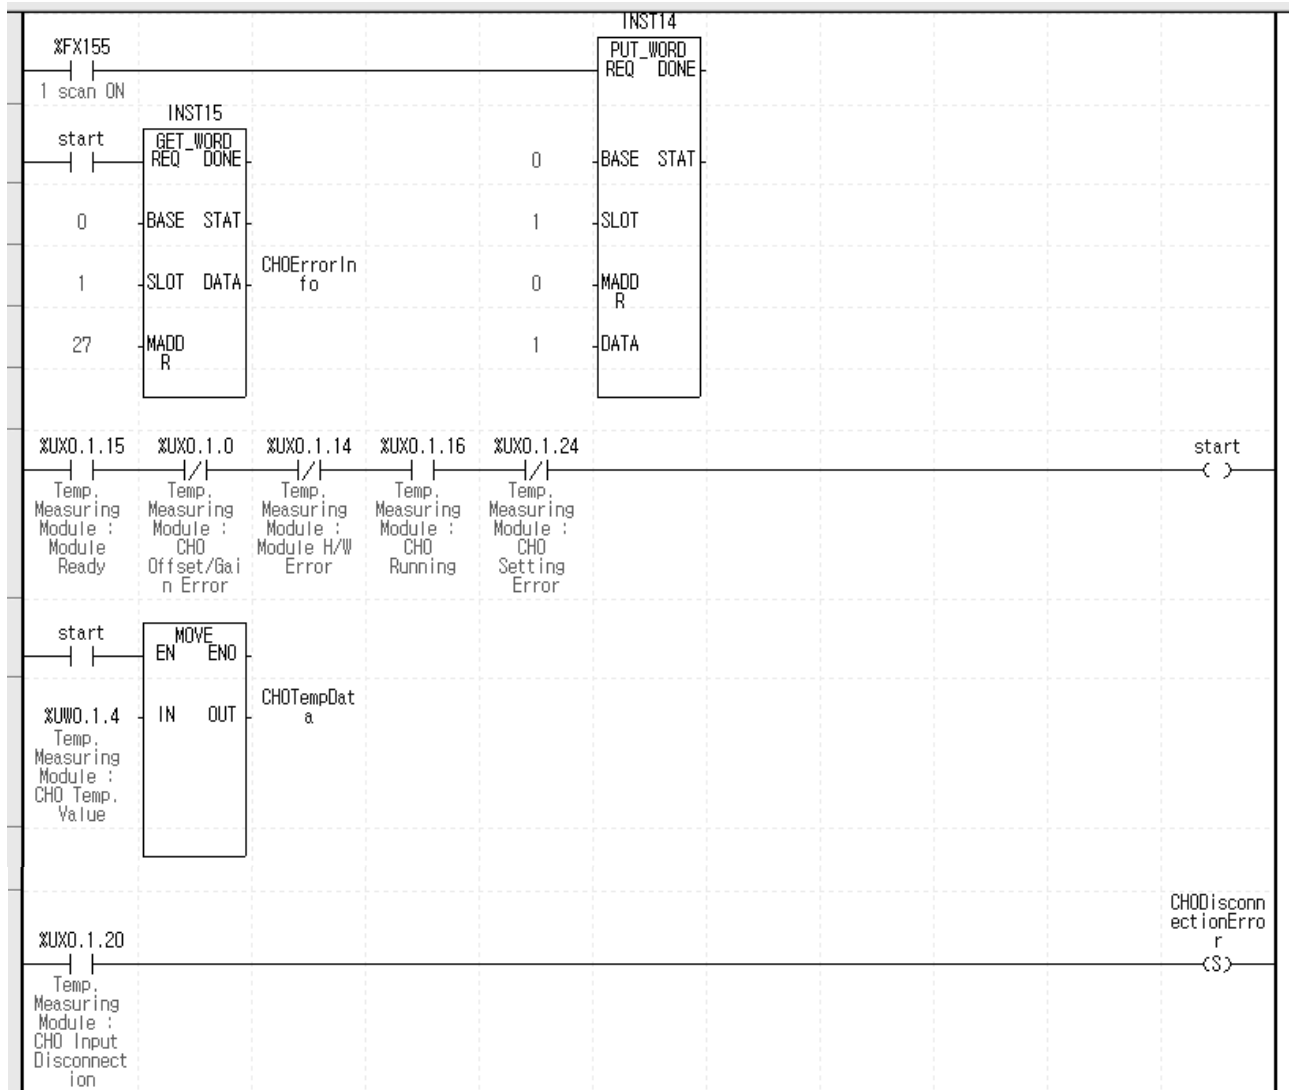 INST14
%FX155
PUT_WORD
REQ DONE
1 scan ON
INST15
start
GET_WORD
REQ DONE
0
BASE STAT
0
BASE STAT
1
SLOT
CH0ErrorIn
fo
1
SLOT DATA
0
MADD
R
27
MADD
R
1
DATA
%UX0.1.15 %UX0.1.0 %UX0.1.14 %UX0.1.16 %UX0.1.24 start
Temp.
Measuring
Module :
Module
Ready
Temp.
Measuring
Module :
CH0
Offset/Gai
n Error
Temp.
Measuring
Module :
Module H/W
Error
Temp.
Measuring
Module :
CH0
Running
Temp.
Measuring
Module :
CH0
Setting
Error
start
MOVE
EN ENO
CH0TempDat
a
%UW0.1.4
IN OUT
Temp.
Measuring
Module :
CH0 Temp.
Value
CH0Disconn
ectionErro
r
%UX0.1.20
(S)
Temp.
Measuring
Module :
CH0 Input
Disconnect
ion